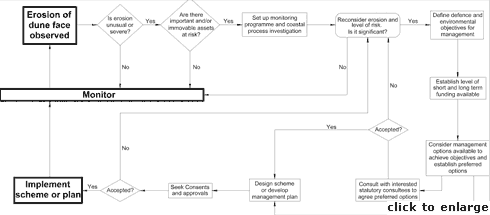 Erosion of
dune face
observed
Is erosion
unusual or
severe?
Yes
Are there
important and/or
immovable assets
at risk?
Yes
Set up monitoring
programme and coastal
process investigation
Reconsider erosion and
level of risk.
Is it significant?
Yes
Define defence and
environmental
objectives for
management
No
No
No
No
Monitor
Establish level of
short and long term
funding available
Yes
Accepted?
Consider management
options available to
achieve objectives and
establish preferred
options
No
Implement
scheme or plan
Yes
Accepted?
Seek Consents
and approvals
Design scheme
or develop
management plan
Consult with interested
statutory consultees to
agree preferred options
click to enlarge